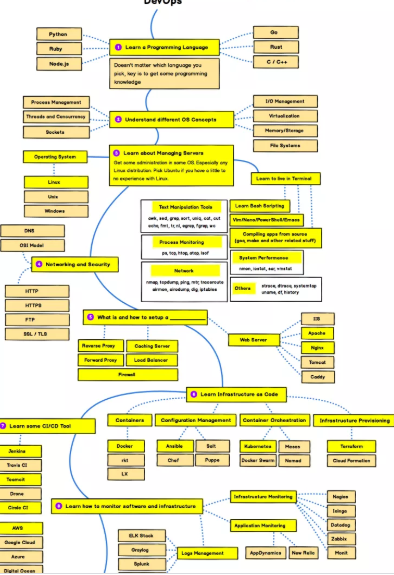 DevOps
Python
Ruby
Node.js
1 Learn a Programming Language
Doesn't matter which language you
pick, key is to get some programming
knowledge
Go
Rust
C / C++
Process Management
Threads and Concurrency
Sockets
2 Understand different OS Concepts
I/O Management
Virtualization
Memory/Storage
File Systems
3 Learn about Managing Servers
Get some administration in some OS. Especially any
Linux distribution. Pick Ubuntu if you have a little to
no experience with Linux
Operating System
Linux
Unix
Windows
Learn to live in Terminal
Text Manipulation Tools
awk, sed, grep, sort, uniq, cat, cut
echo, fmt, tr, nl, egrep, fgrep, wc
Process Monitoring
ps, top, htop, atop, lsof
Network
nmap, tcpdump, ping, mtr, traceroute
airmon, airodump, dig, iptables
Learn Bash Scripting
Vim/Nano/PowerShell/Emacs
Compiling apps from source
(gcc, make and other related stuff)
System Performance
nmon, iostat, sar, vmstat
Others
strace, dtrace, systemtap
uname, df, history
DNS
OSI Model
4 Networking and Security
HTTP
HTTPS
FTP
SSL / TLS
5 What is and how to setup a ___________
Reverse Proxy
Caching Server
Forward Proxy
Load Balancer
Firewall
Web Server
IIS
Apache
Nginx
Tomcat
Caddy
6 Learn Infrastructure as Code
Containers
Docker
rkt
LX
Configuration Management
Ansible
Salt
Chef
Puppe
Container Orchestration
Kubernetes
Mesos
Docker Swarm
Nomad
Infrastructure Provisioning
Terraform
Cloud Formation
7 Learn some CI/CD Tool
Jenkins
Travis CI
Teamcit
Drone
Circle CI
AWS
Google Cloud
Azure
Digital Ocean
8 Learn how to monitor software and infrastructure
Infrastructure Monitoring
Nagios
Icinga
Datadog
Zabbix
Monit
Application Monitoring
AppDynamics
New Relic
Logs Management
ELK Stack
Graylog
Splunk